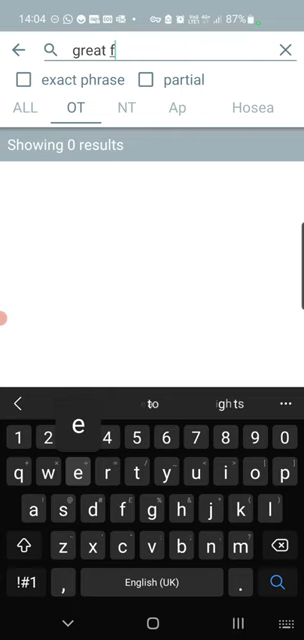 14:04 87%
great f
exact phrase partial
ALL OT NT Ap Hosea
Showing 0 results
to
e
1 2 4 5 6 7 8 9 0
q w e r t y u i o p
a s d f g h j k l
z x c v b n m
!#1 , English (UK) .